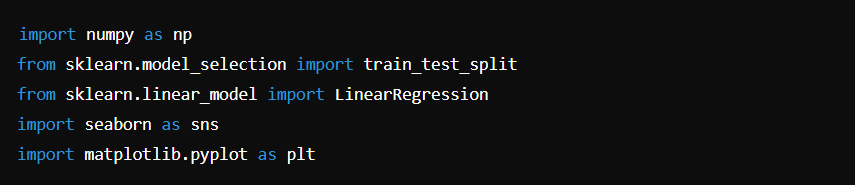 import numpy as np
from sklearn.model_selection import train_test_split
from sklearn.linear_model import LinearRegression
import seaborn as sns
import matplotlib.pyplot as plt